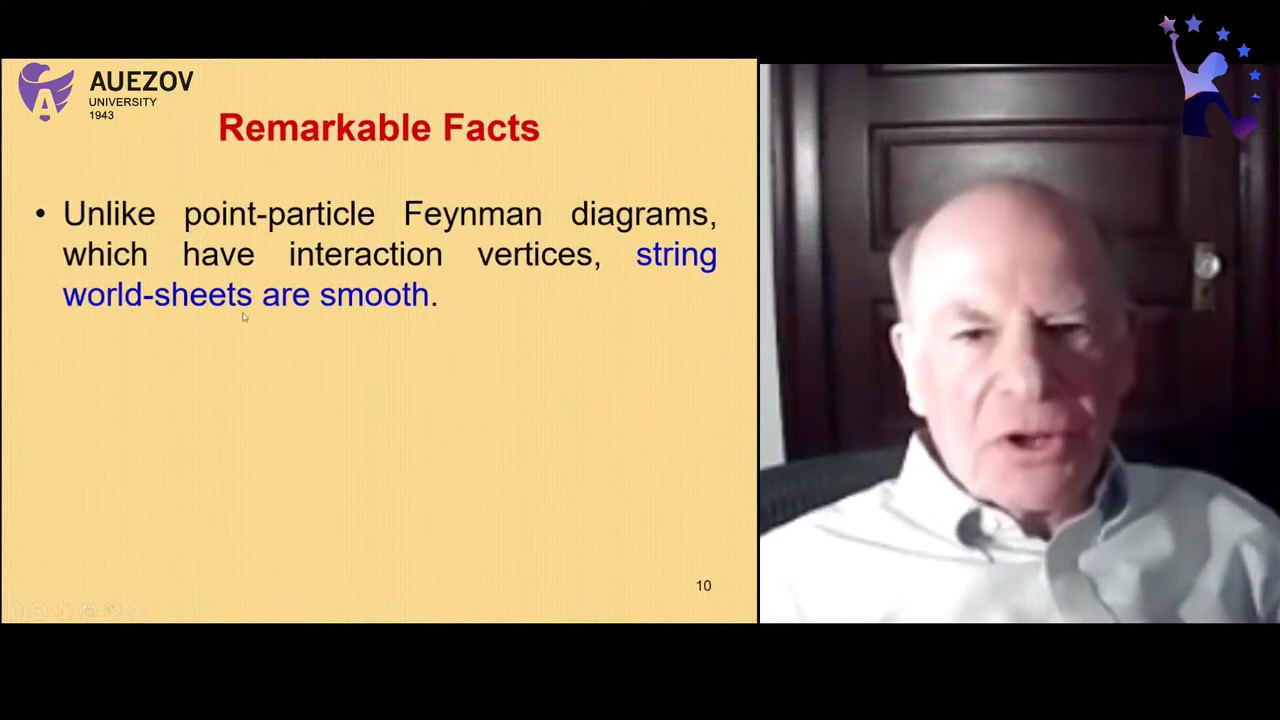 AUEZOV
UNIVERSITY
1943
Remarkable Facts
• Unlike point-particle Feynman diagrams,
which have interaction vertices, string
world-sheets are smooth.
10